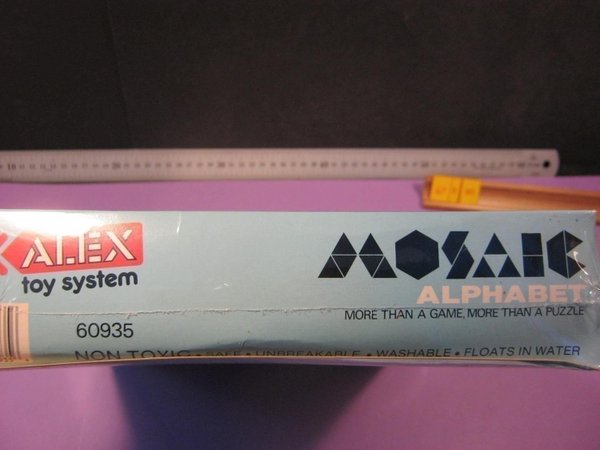 ALEX
toy system
MOSAIC
ALPHABET
MORE THAN A GAME, MORE THAN A PUZZLE
60935
NON TOXIC • SAFE • UNBREAKABLE • WASHABLE • FLOATS IN WATER